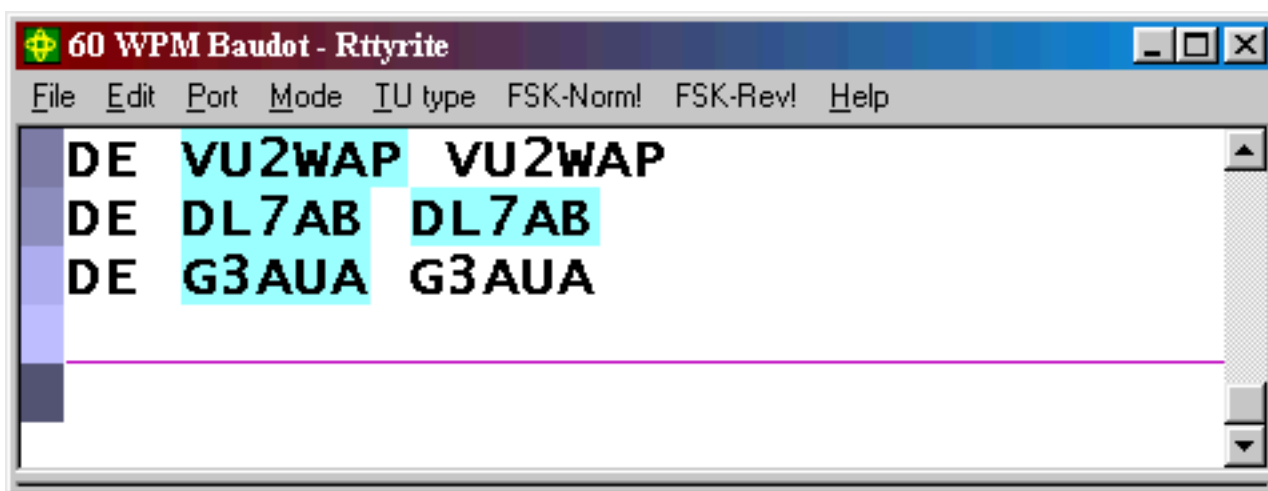 60 WPM Baudot - Rttyrite
File Edit Port Mode TU type FSK-Norm! FSK-Rev! Help
DE VU2WAP VU2WAP
DE DL7AB DL7AB
DE G3AUA G3AUA